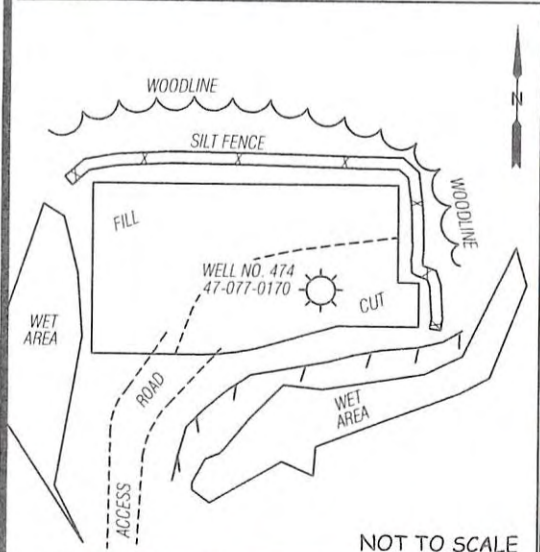 WOODLINE
N
SILT FENCE
WOODLINE
FILL
WELL NO. 474
47-077-0170
CUT
WET
AREA
ROAD
WET
AREA
ACCESS
NOT TO SCALE